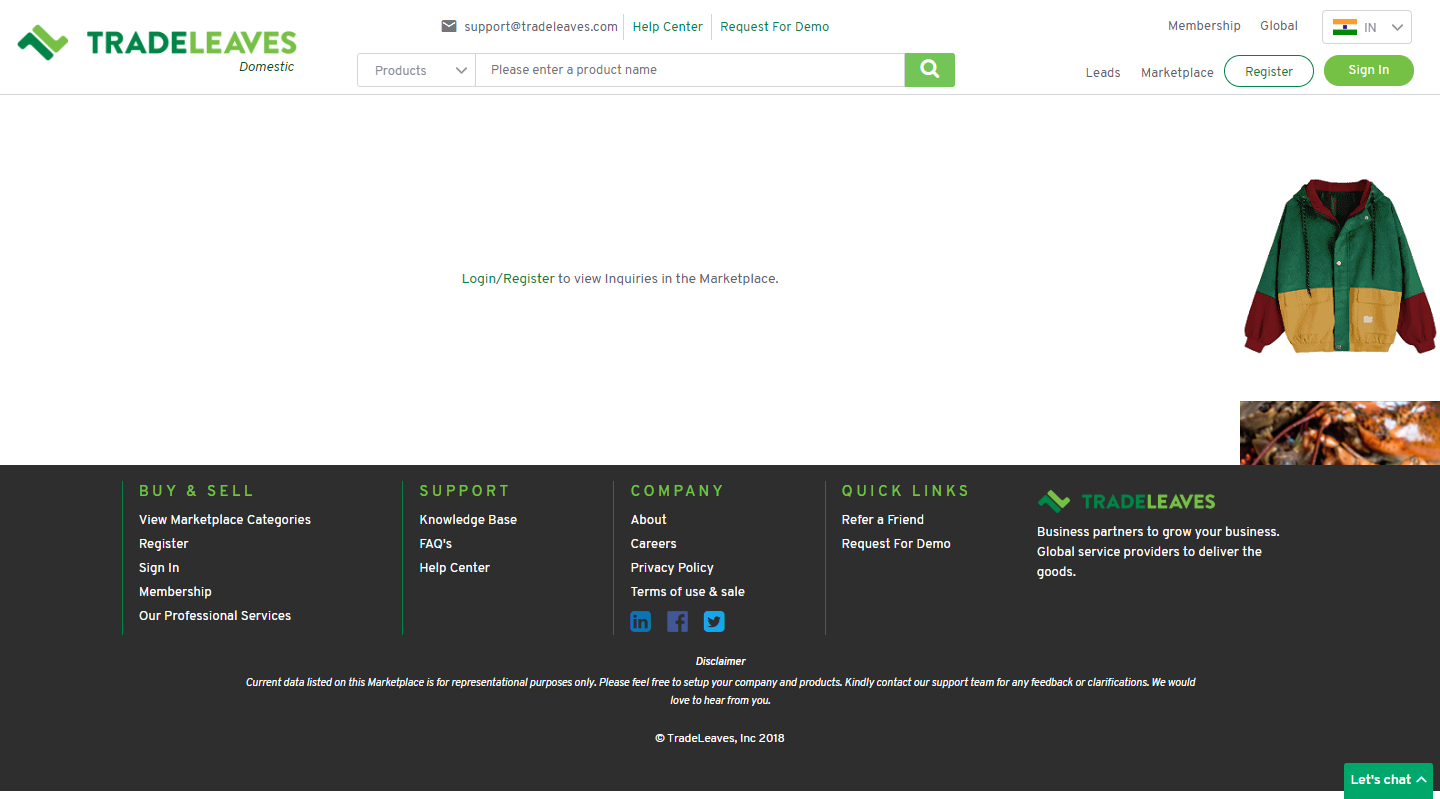 TRADELEAVES
Domestic
support@tradeleaves.com
Help Center
Request For Demo
Membership
Global
IN
Products
Please enter a product name
Leads
Marketplace
Register
Sign In
Login/Register to view Inquiries in the Marketplace.
BUY & SELL
View Marketplace Categories
Register
Sign In
Membership
Our Professional Services
SUPPORT
Knowledge Base
FAQ's
Help Center
COMPANY
About
Careers
Privacy Policy
Terms of use & sale
QUICK LINKS
Refer a Friend
Request For Demo
TRADELEAVES
Business partners to grow your business.
Global service providers to deliver the
goods.
Disclaimer
Current data listed on this Marketplace is for representational purposes only. Please feel free to setup your company and products. Kindly contact our support team for any feedback or clarifications. We would
love to hear from you.
© TradeLeaves, Inc 2018
Let's chat